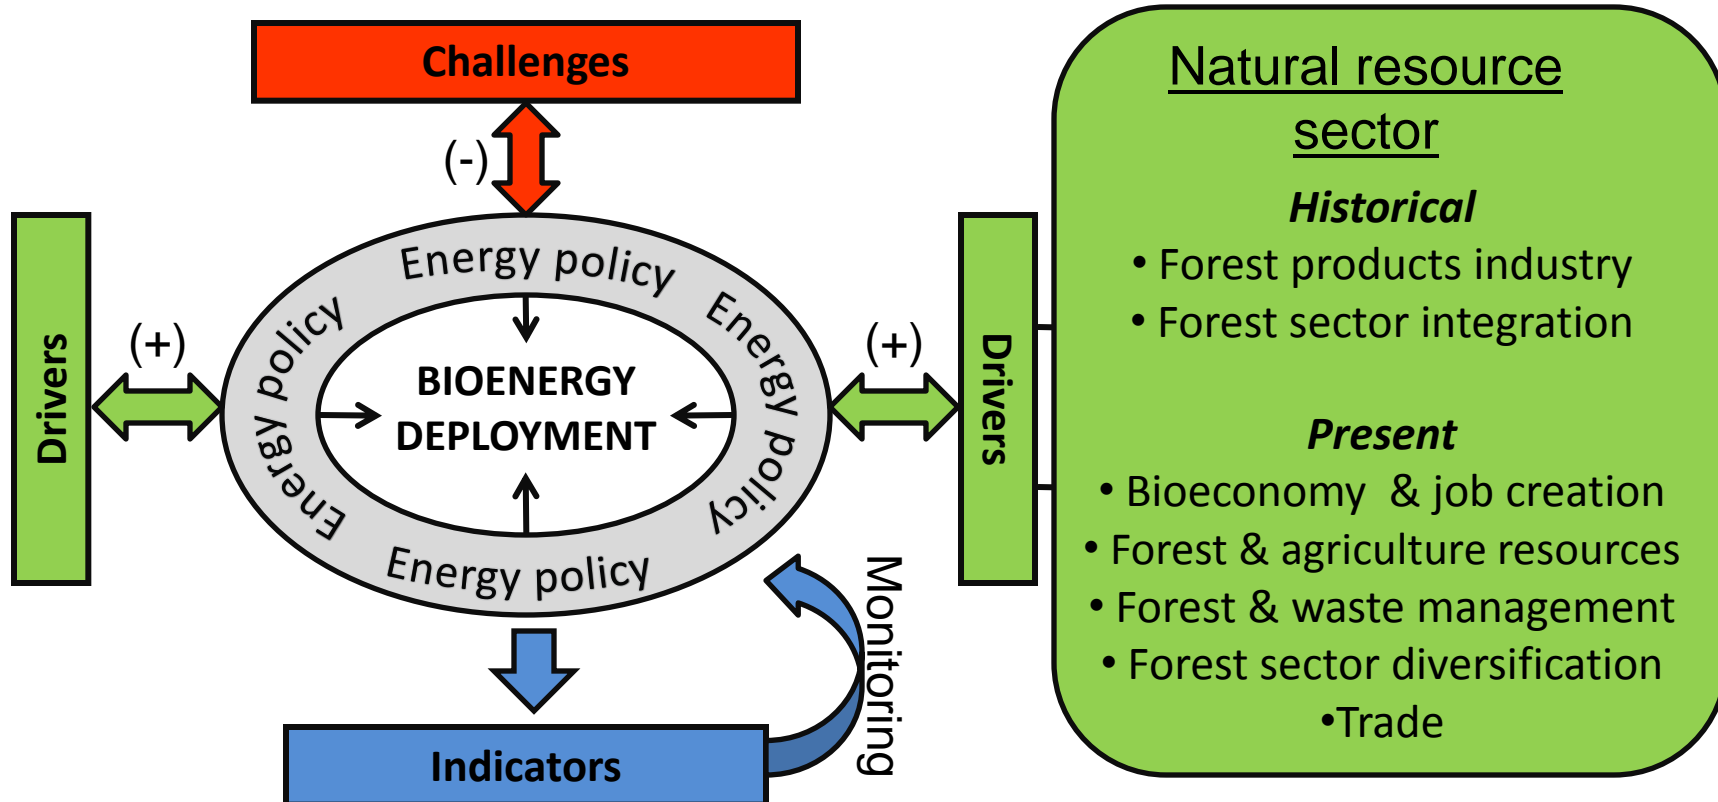 Challenges
(-)
Drivers
(+)
Energy policy
Energy policy
Energy policy
Energy policy
BIOENERGY
DEPLOYMENT
(+)
Drivers
Monitoring
Indicators
Natural resource
sector
Historical
• Forest products industry
• Forest sector integration
Present
• Bioeconomy & job creation
• Forest & agriculture resources
• Forest & waste management
• Forest sector diversification
•Trade